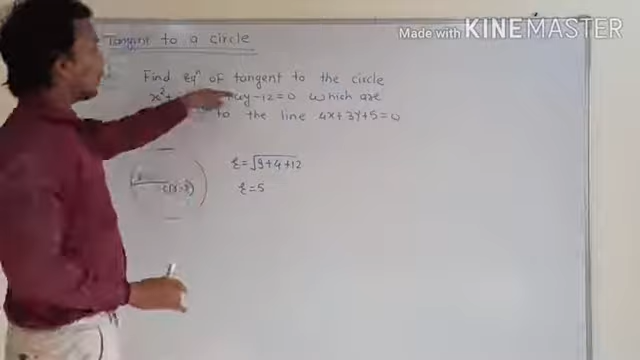 Made with KINEMASTER
Tangent to a circle
Find Eqⁿ of tangent to the circle
x²+ 4y-12=0 which are
to the line 4x+3y+5=0
r=√9+4+12
r=5